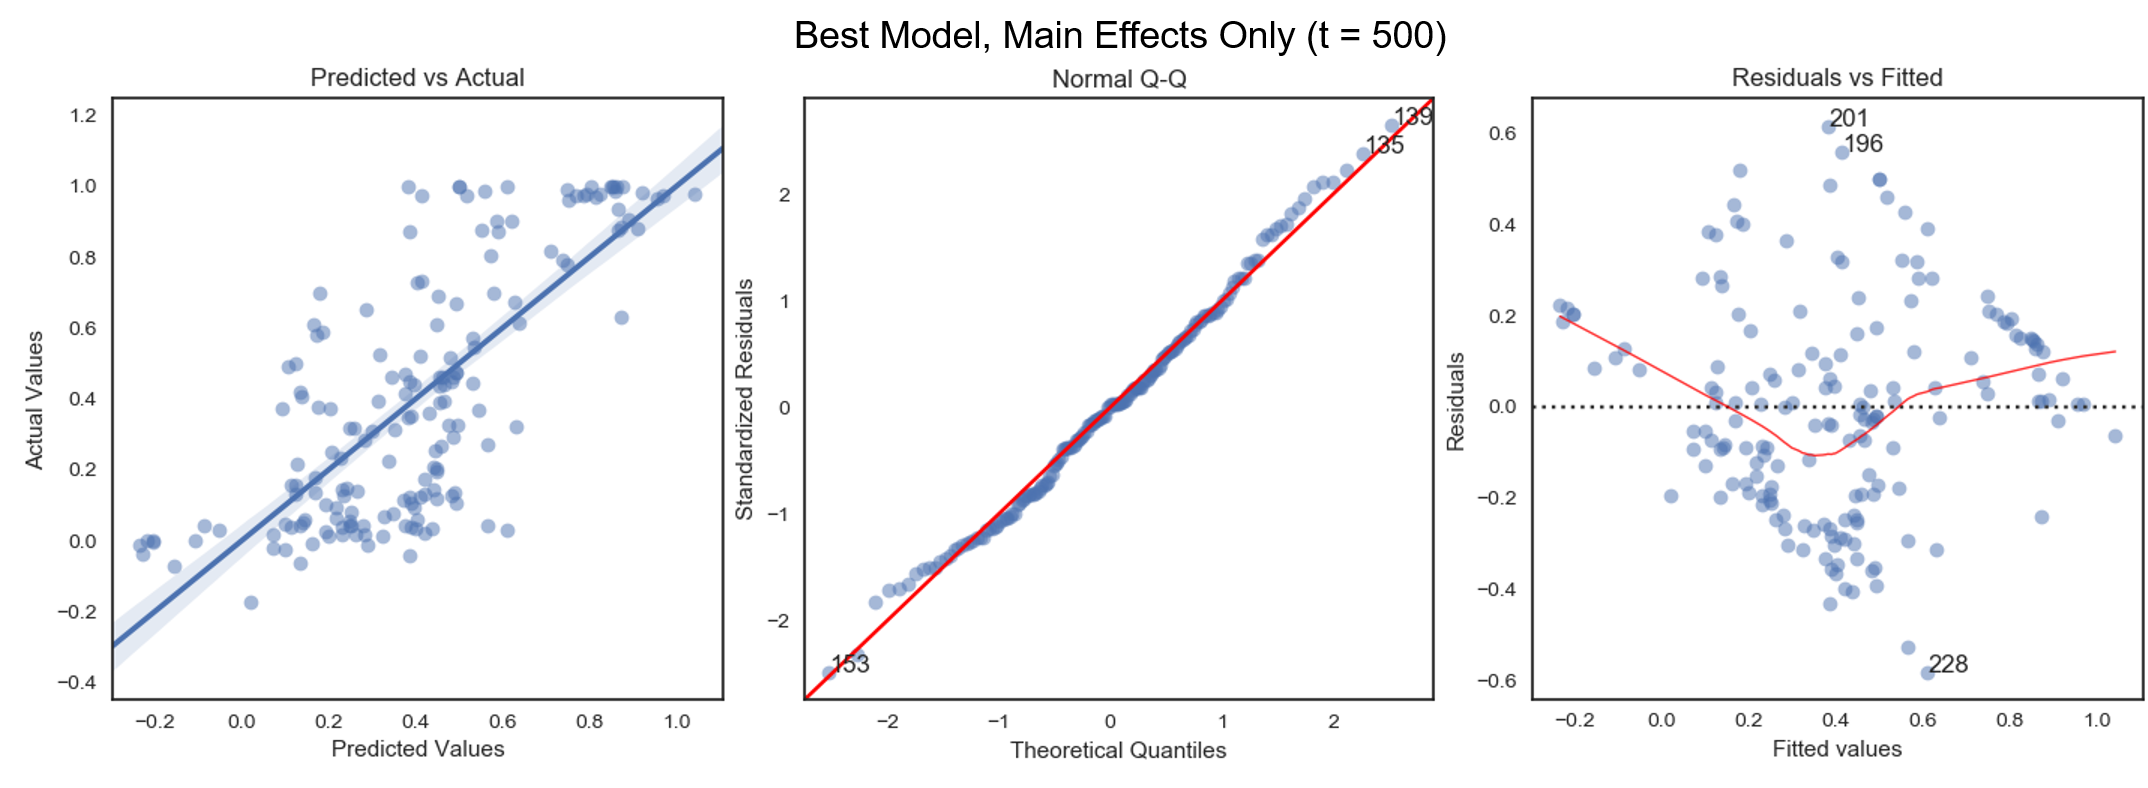 Best Model, Main Effects Only (t = 500)
Predicted vs Actual
1.2
1.0
0.8
0.6
0.4
0.2
0.0
−0.2
−0.4
Actual Values
−0.2 0.0 0.2 0.4 0.6 0.8 1.0
Predicted Values
Normal Q-Q
139
135
153
2
1
0
−1
−2
Standardized Residuals
−2 −1 0 1 2
Theoretical Quantiles
Residuals vs Fitted
201
196
228
0.6
0.4
0.2
0.0
−0.2
−0.4
−0.6
Residuals
−0.2 0.0 0.2 0.4 0.6 0.8 1.0
Fitted values